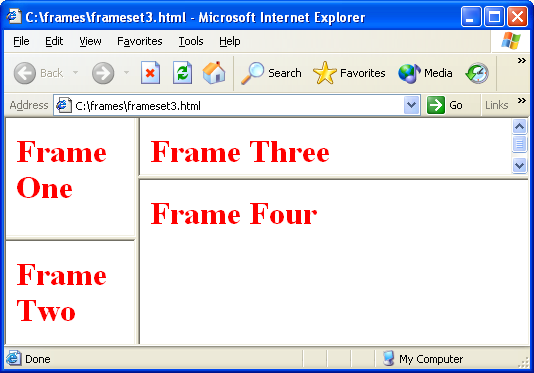 C:\frames\frameset3.html - Microsoft Internet Explorer
File Edit View Favorites Tools Help
Back Search Favorites Media
Address C:\frames\frameset3.html Go Links
Frame
One
Frame
Two
Frame Three
Frame Four
Done My Computer